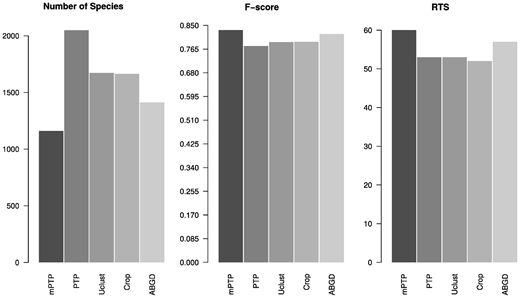 Number of Species
F-score
RTS
2000
1500
1000
500
0
mPTP
PTP
Uclust
Crop
ABGD
0.850
0.765
0.680
0.595
0.510
0.425
0.340
0.255
0.170
0.085
0.000
mPTP
PTP
Uclust
Crop
ABGD
60
50
40
30
20
10
0
mPTP
PTP
Uclust
Crop
ABGD